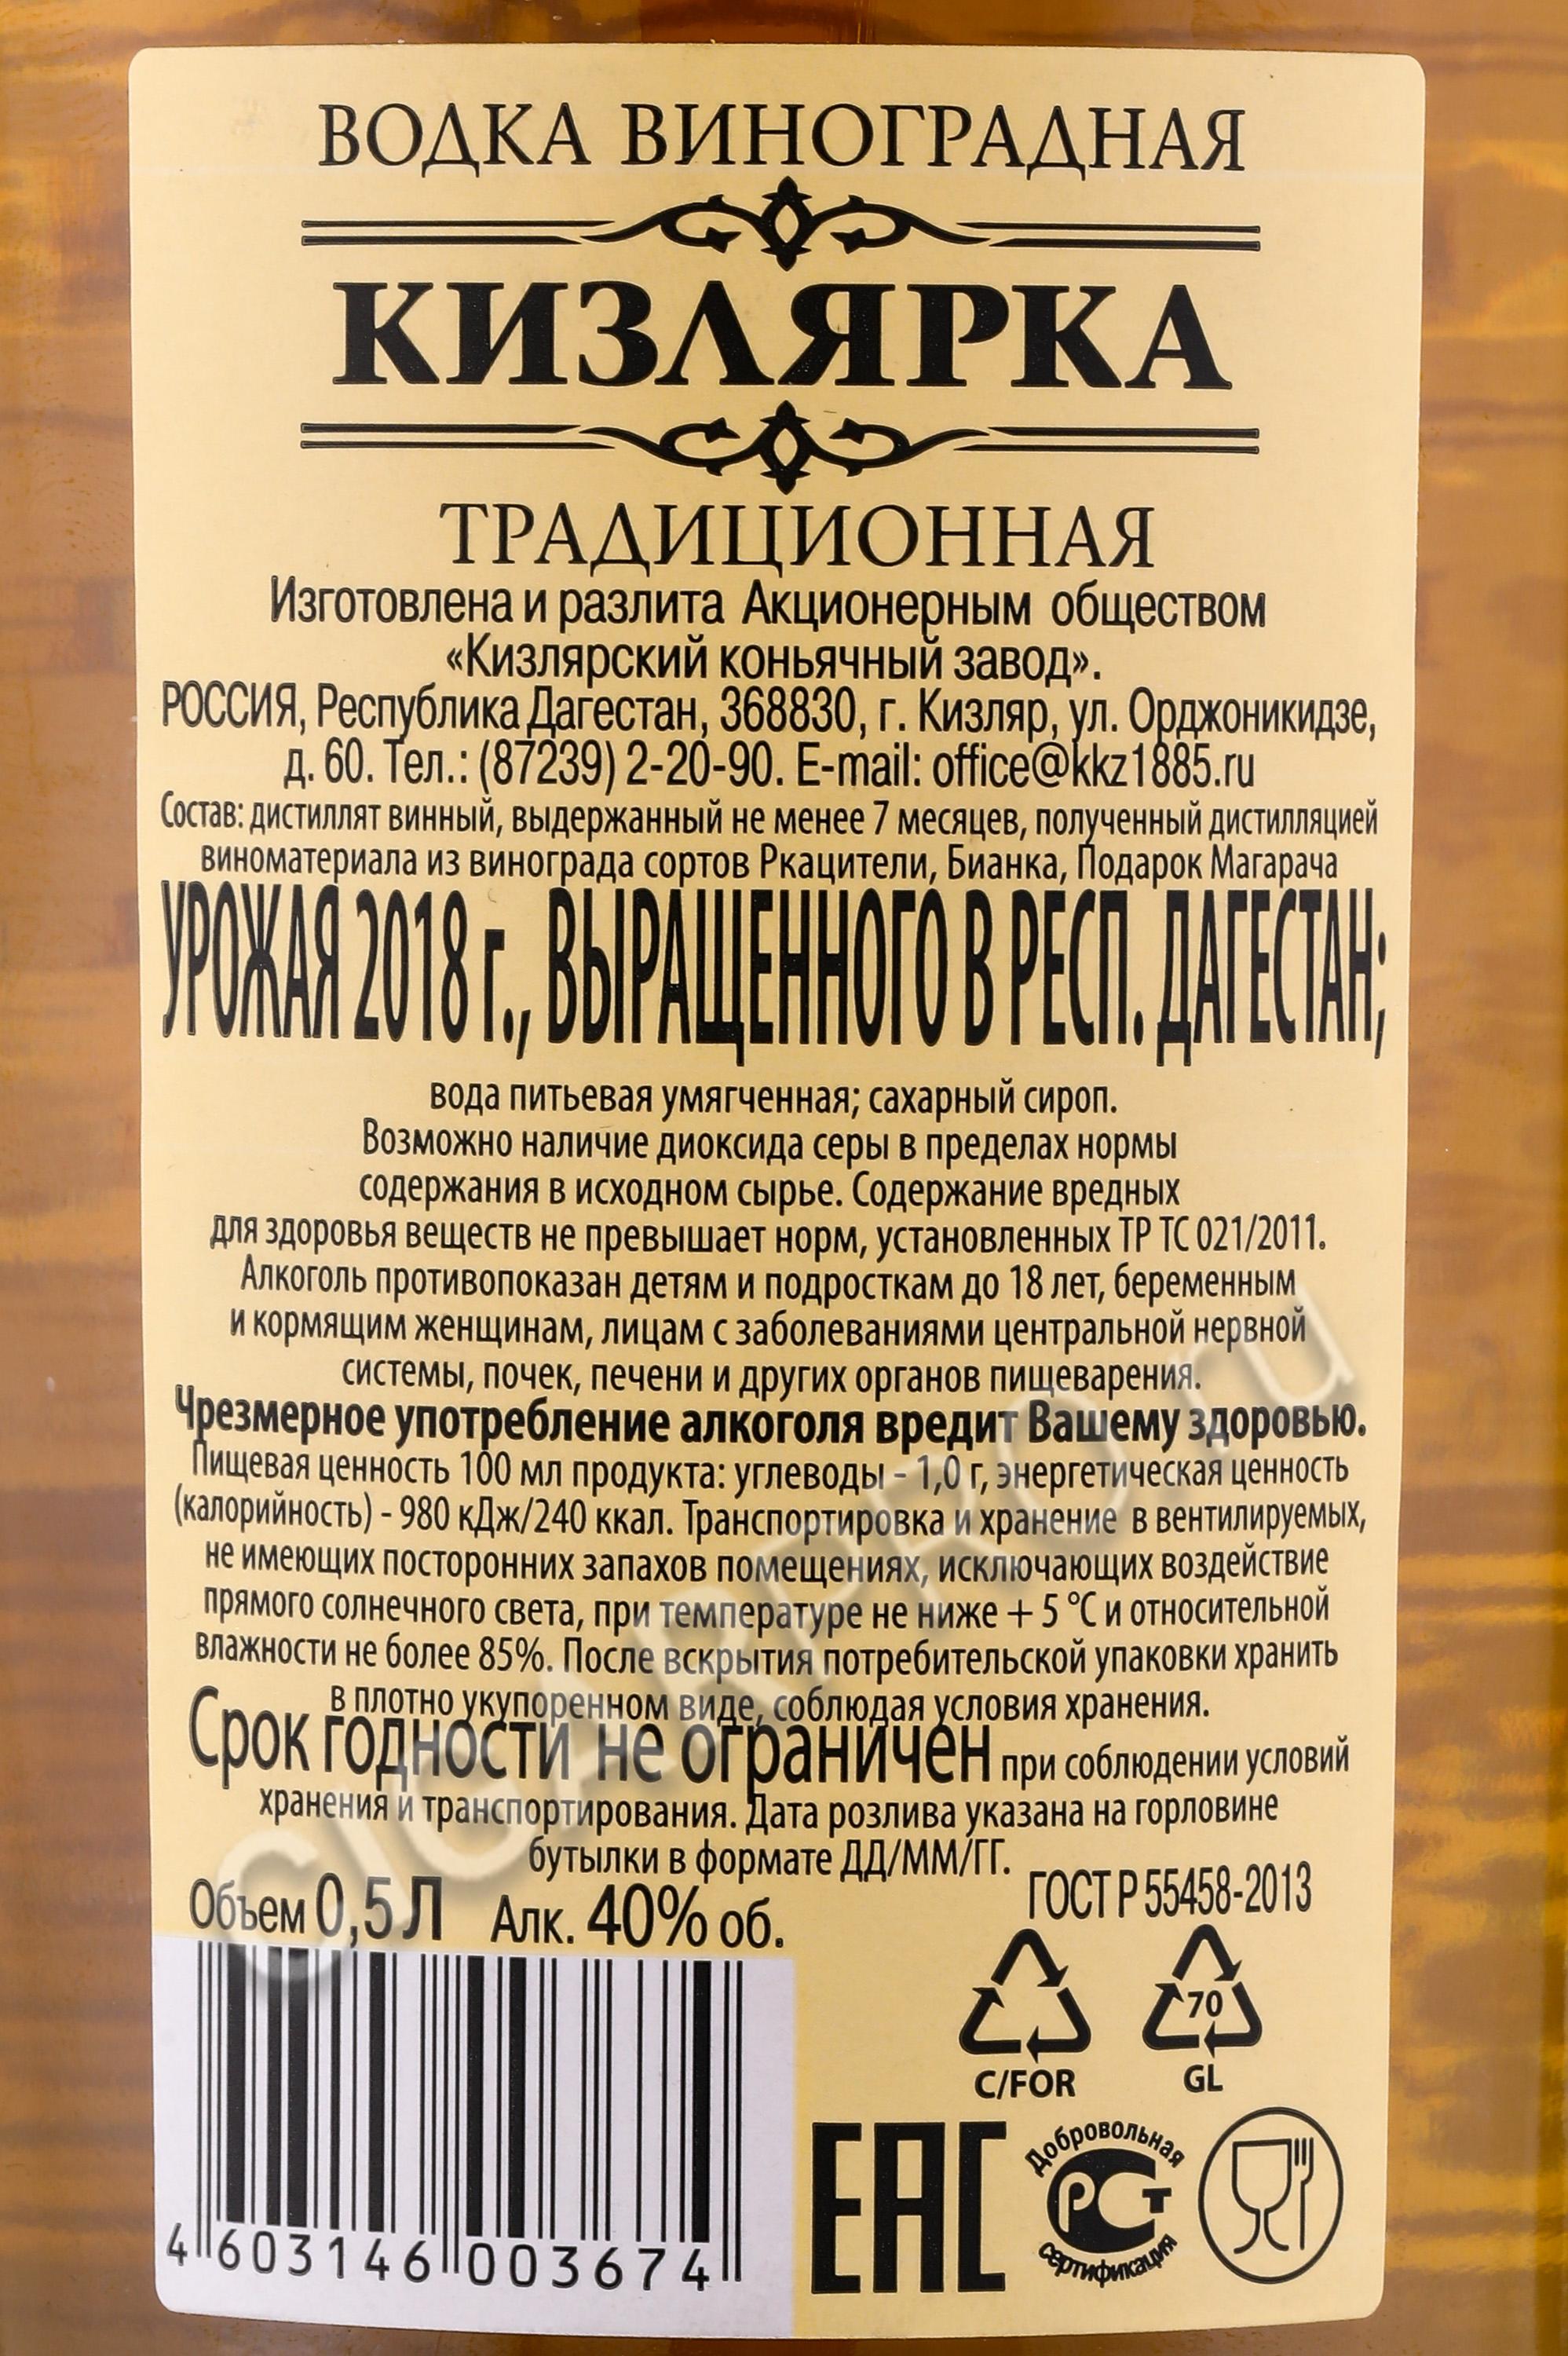 ВОДКА ВИНОГРАДНАЯ
КИЗЛЯРКА
ТРАДИЦИОННАЯ
Изготовлена и разлита Акционерным обществом
«Кизлярский коньячный завод».
РОССИЯ, Республика Дагестан, 368830, г. Кизляр, ул. Орджоникидзе,
д. 60. Тел.: (87239) 2-20-90. E-mail: office@kkz1885.ru
Состав: дистиллят винный, выдержанный не менее 7 месяцев, полученный дистилляцией
виноматериала из винограда сортов Ркацители, Бианка, Подарок Магарача
УРОЖАЯ 2018 г., ВЫРАЩЕННОГО В РЕСП. ДАГЕСТАН;
вода питьевая умягченная; сахарный сироп.
Возможно наличие диоксида серы в пределах нормы
содержания в исходном сырье. Содержание вредных
для здоровья веществ не превышает норм, установленных ТР ТС 021/2011.
Алкоголь противопоказан детям и подросткам до 18 лет, беременным
и кормящим женщинам, лицам с заболеваниями центральной нервной
системы, почек, печени и других органов пищеварения.
Чрезмерное употребление алкоголя вредит Вашему здоровью.
Пищевая ценность 100 мл продукта: углеводы - 1,0 г, энергетическая ценность
(калорийность) - 980 кДж/240 ккал. Транспортировка и хранение в вентилируемых,
не имеющих посторонних запахов помещениях, исключающих воздействие
прямого солнечного света, при температуре не ниже + 5 °С и относительной
влажности не более 85%. После вскрытия потребительской упаковки хранить
в плотно укупоренном виде, соблюдая условия хранения.
Срок годности не ограничен при соблюдении условий
хранения и транспортирования. Дата розлива указана на горловине
бутылки в формате ДД/ММ/ГГ.
Объем 0,5 Л Алк. 40% об.
ГОСТ Р 55458-2013
70
C/FOR
GL
4 603146 003674
ЕАС
Добровольная
РСТ
сертификация
CIGARPRO.ru